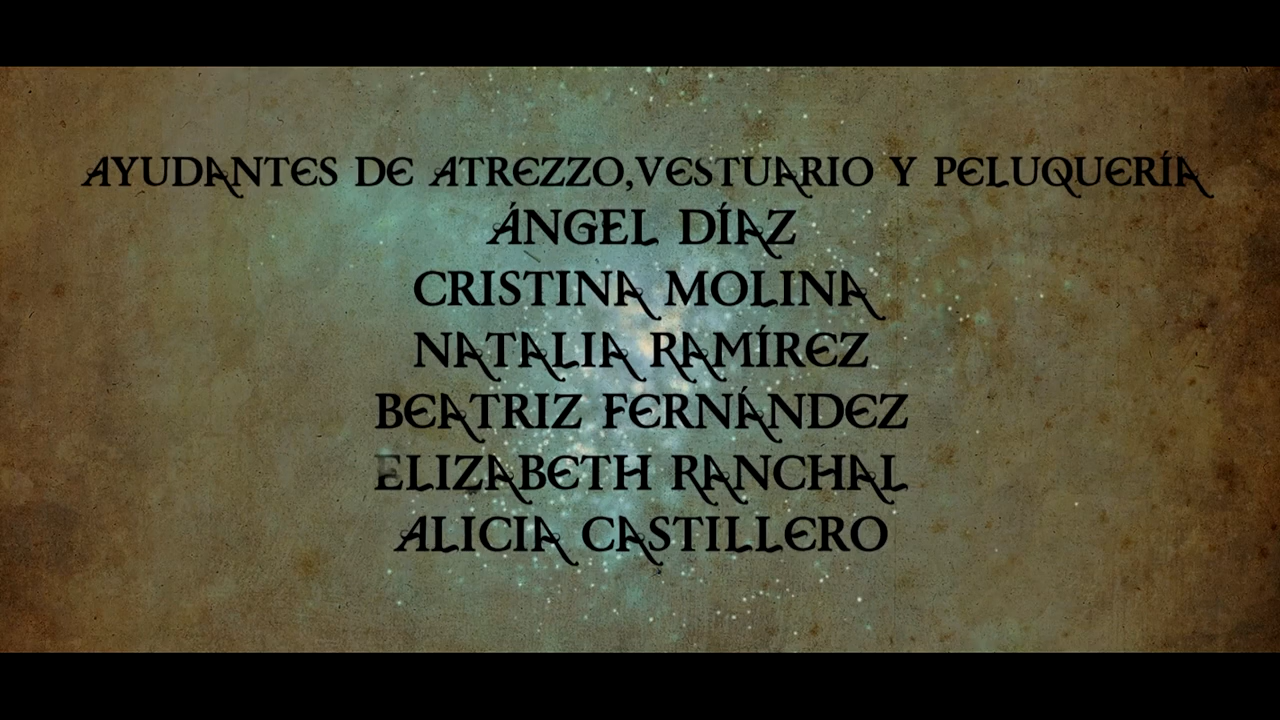 AYUDANTES DE ATREZZO,VESTUARIO Y PELUQUERÍA
ÁNGEL DÍAZ
CRISTINA MOLINA
NATALIA RAMÍREZ
BEATRIZ FERNÁNDEZ
ELIZABETH RANCHAL
ALICIA CASTILLERO